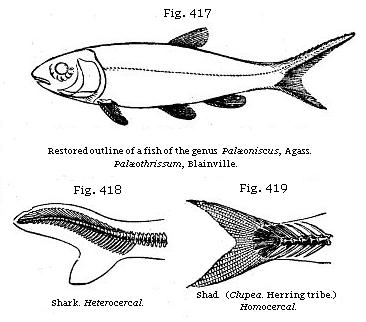 Fig. 417
Restored outline of a fish of the genus Palæoniscus, Agass.
Palæothrissum, Blainville.
Fig. 418
Fig. 419
Shark. Heterocercal.
Shad. (Clupea. Herring tribe.)
Homocercal.